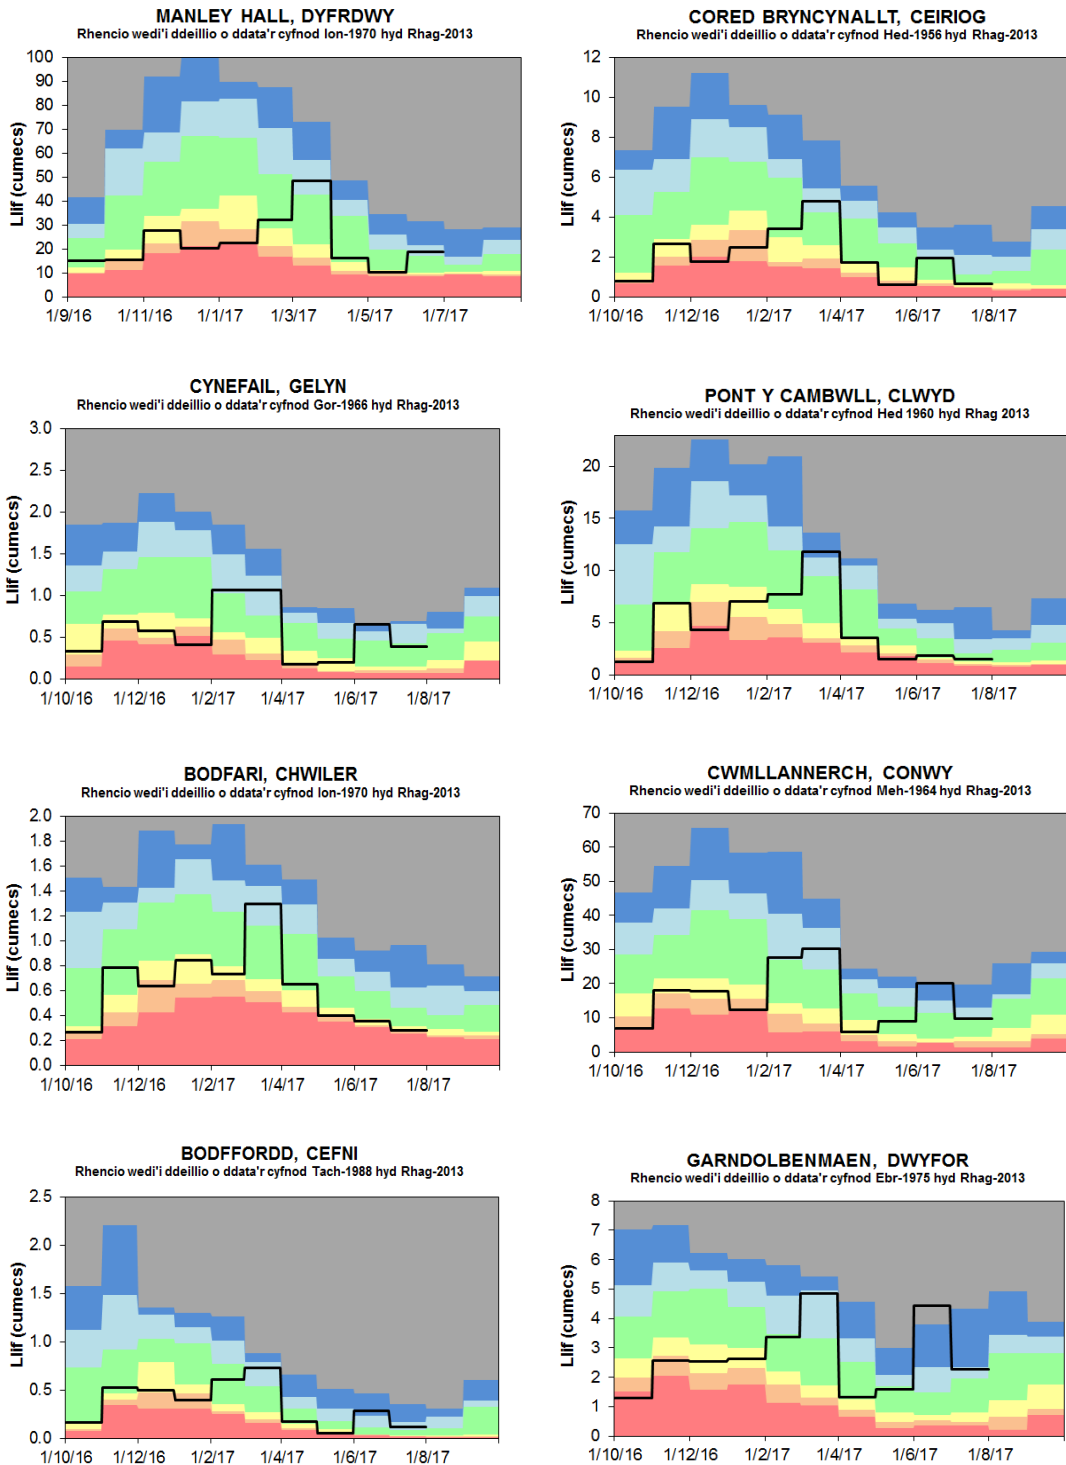 MANLEY HALL, DYFRDWY
Rhencio wedi'i ddeillio o ddata'r cyfnod Ion-1970 hyd Rhag-2013
Llif (cumecs)
100
90
80
70
60
50
40
30
20
10
0
1/9/16 1/11/16 1/1/17 1/3/17 1/5/17 1/7/17
CORED BRYNCYNALLT, CEIRIOG
Rhencio wedi'i ddeillio o ddata'r cyfnod Hed-1956 hyd Rhag-2013
Llif (cumecs)
12
10
8
6
4
2
0
1/10/16 1/12/16 1/2/17 1/4/17 1/6/17 1/8/17
CYNEFAIL, GELYN
Rhencio wedi'i ddeillio o ddata'r cyfnod Gor-1966 hyd Rhag-2013
Llif (cumecs)
3.0
2.5
2.0
1.5
1.0
0.5
0.0
1/10/16 1/12/16 1/2/17 1/4/17 1/6/17 1/8/17
PONT Y CAMBWLL, CLWYD
Rhencio wedi'i ddeillio o ddata'r cyfnod Hed 1960 hyd Rhag 2013
Llif (cumecs)
20
15
10
5
0
1/10/16 1/12/16 1/2/17 1/4/17 1/6/17 1/8/17
BODFARI, CHWILER
Rhencio wedi'i ddeillio o ddata'r cyfnod Ion-1970 hyd Rhag-2013
Llif (cumecs)
2.0
1.8
1.6
1.4
1.2
1.0
0.8
0.6
0.4
0.2
0.0
1/10/16 1/12/16 1/2/17 1/4/17 1/6/17 1/8/17
CWMLLANNERCH, CONWY
Rhencio wedi'i ddeillio o ddata'r cyfnod Meh-1964 hyd Rhag-2013
Llif (cumecs)
70
60
50
40
30
20
10
0
1/10/16 1/12/16 1/2/17 1/4/17 1/6/17 1/8/17
BODFFORDD, CEFNI
Rhencio wedi'i ddeillio o ddata'r cyfnod Tach-1988 hyd Rhag-2013
Llif (cumecs)
2.5
2.0
1.5
1.0
0.5
0.0
1/10/16 1/12/16 1/2/17 1/4/17 1/6/17 1/8/17
GARNDOLBENMAEN, DWYFOR
Rhencio wedi'i ddeillio o ddata'r cyfnod Ebr-1975 hyd Rhag-2013
Llif (cumecs)
8
7
6
5
4
3
2
1
0
1/10/16 1/12/16 1/2/17 1/4/17 1/6/17 1/8/17